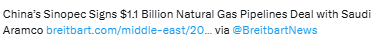 China's Sinopec Signs $1.1 Billion Natural Gas Pipelines Deal with Saudi
Aramco breitbart.com/middle-east/20... via @BreitbartNews